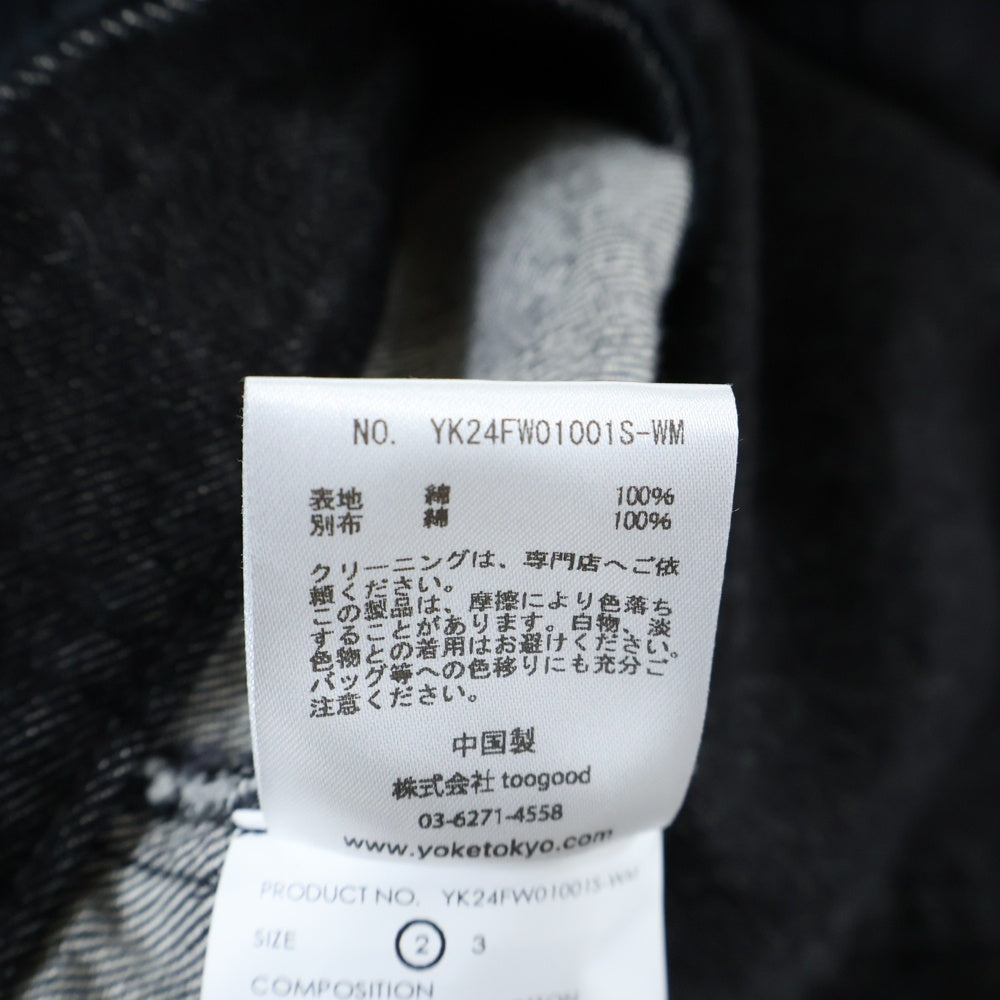 NO. YK24FW01001S-WM
表地 綿 100%
別布 綿 100%
クリーニングは、専門店へご依
頼ください。
この製品は、摩擦により色落ち
することがあります。白物、淡
色物との着用はお避けください。
バッグ等への色移りにも充分ご
注意ください。
中国製
株式会社 toogood
03-6271-4558
www.yoketokyo.com
PRODUCT NO. YK24FW01001S-WM
SIZE 2 3
COMPOSITION